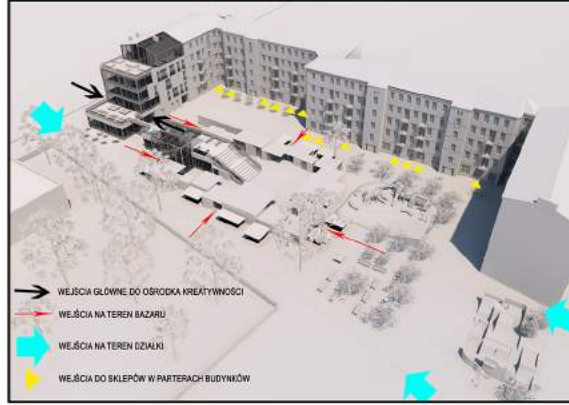 WEJŚCIA GŁÓWNE DO OŚRODKA KREATYWNOŚCI
WEJŚCIA NA TEREN BAZARU
WEJŚCIA NA TEREN DZIAŁKI
WEJŚCIA DO SKLEPÓW W PARTERACH BUDYNKÓW